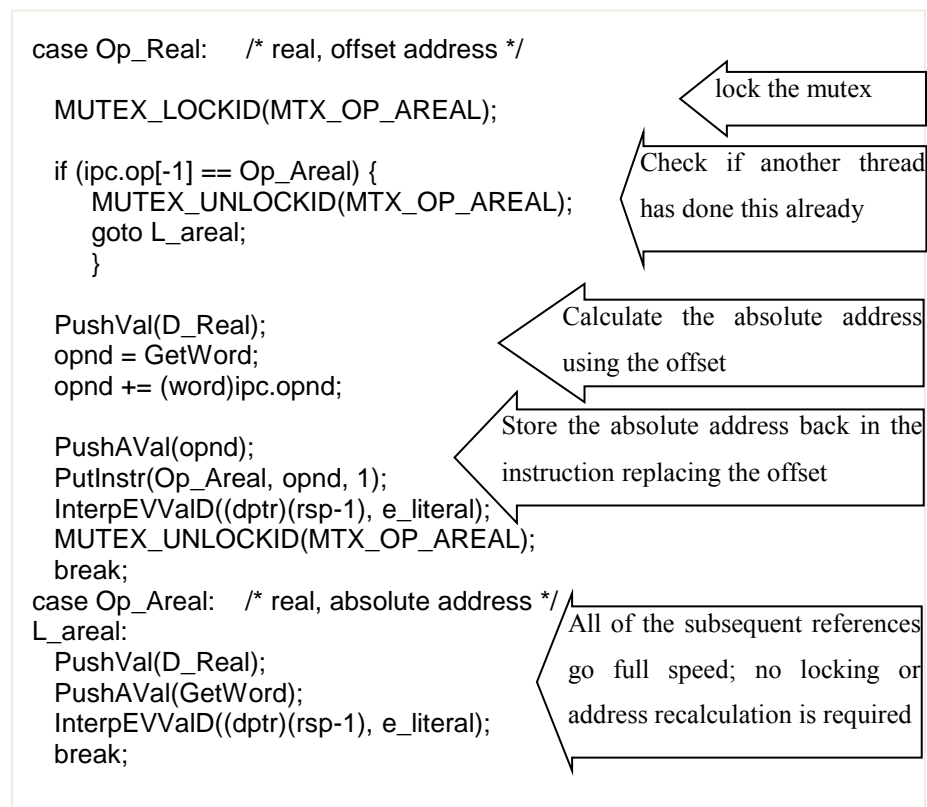 case Op_Real:    /* real, offset address */
lock the mutex
MUTEX_LOCKID(MTX_OP_AREAL);
if (ipc.op[-1] == Op_Areal) {
MUTEX_UNLOCKID(MTX_OP_AREAL);
goto L_areal;
}
Check if another thread
has done this already
PushVal(D_Real);
opnd = GetWord;
opnd += (word)ipc.opnd;
Calculate the absolute address
using the offset
PushAVal(opnd);
PutInstr(Op_Areal, opnd, 1);
InterpEVValD((dptr)(rsp-1), e_literal);
MUTEX_UNLOCKID(MTX_OP_AREAL);
break;
Store the absolute address back in the
instruction replacing the offset
case Op_Areal:    /* real, absolute address */
L_areal:
PushVal(D_Real);
PushAVal(GetWord);
InterpEVValD((dptr)(rsp-1), e_literal);
break;
All of the subsequent references
go full speed; no locking or
address recalculation is required